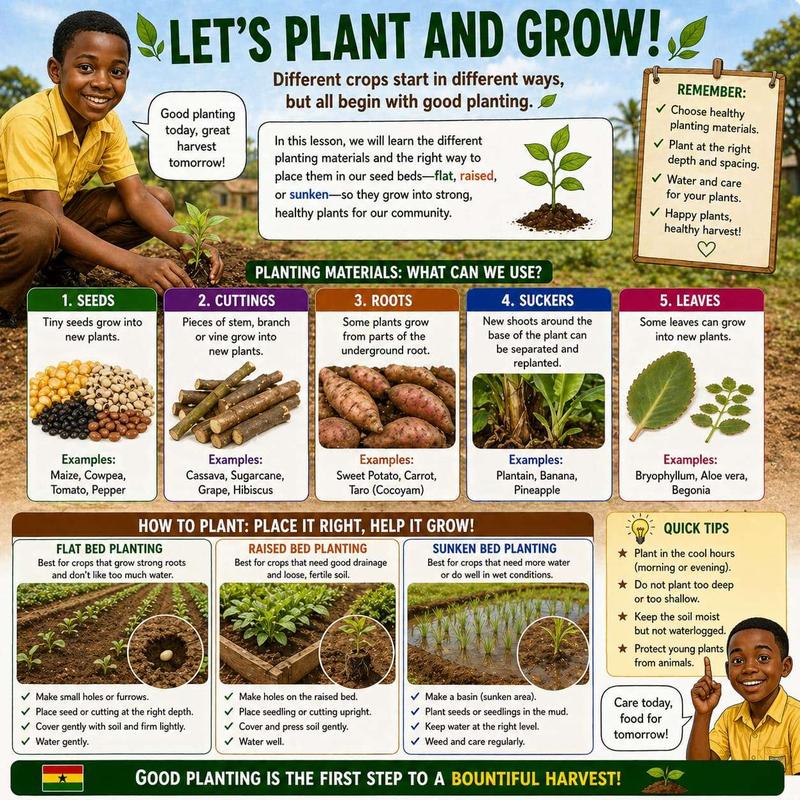 LET'S PLANT AND GROW!
Different crops start in different ways,
but all begin with good planting.
Good planting
today, great
harvest
tomorrow!
In this lesson, we will learn the different
planting materials and the right way to
place them in our seed beds—flat, raised,
or sunken—so they grow into strong,
healthy plants for our community.
REMEMBER:
✓ Choose healthy
planting materials.
✓ Plant at the right
depth and spacing.
✓ Water and care
for your plants.
✓ Happy plants,
healthy harvest!
PLANTING MATERIALS: WHAT CAN WE USE?
1. SEEDS
Tiny seeds grow into
new plants.
Examples:
Maize, Cowpea,
Tomato, Pepper
2. CUTTINGS
Pieces of stem, branch
or vine grow into
new plants.
Examples:
Cassava, Sugarcane,
Grape, Hibiscus
3. ROOTS
Some plants grow
from parts of the
underground root.
Examples:
Sweet Potato, Carrot,
Taro (Cocoyam)
4. SUCKERS
New shoots around the
base of the plant can
be separated and
replanted.
Examples:
Plantain, Banana,
Pineapple
5. LEAVES
Some leaves can grow
into new plants.
Examples:
Bryophyllum, Aloe vera,
Begonia
HOW TO PLANT: PLACE IT RIGHT, HELP IT GROW!
FLAT BED PLANTING
Best for crops that grow strong roots
and don't like too much water.
✓ Make small holes or furrows.
✓ Place seed or cutting at the right depth.
✓ Cover gently with soil and firm lightly.
✓ Water gently.
RAISED BED PLANTING
Best for crops that need good drainage
and loose, fertile soil.
✓ Make holes on the raised bed.
✓ Place seedling or cutting upright.
✓ Cover and press soil gently.
✓ Water well.
SUNKEN BED PLANTING
Best for crops that need more water
or do well in wet conditions.
✓ Make a basin (sunken area).
✓ Plant seeds or seedlings in the mud.
✓ Keep water at the right level.
✓ Weed and care regularly.
QUICK TIPS
★ Plant in the cool hours
(morning or evening).
★ Do not plant too deep
or too shallow.
★ Keep the soil moist
but not waterlogged.
★ Protect young plants
from animals.
Care today,
food for
tomorrow!
GOOD PLANTING IS THE FIRST STEP TO A BOUNTIFUL HARVEST!